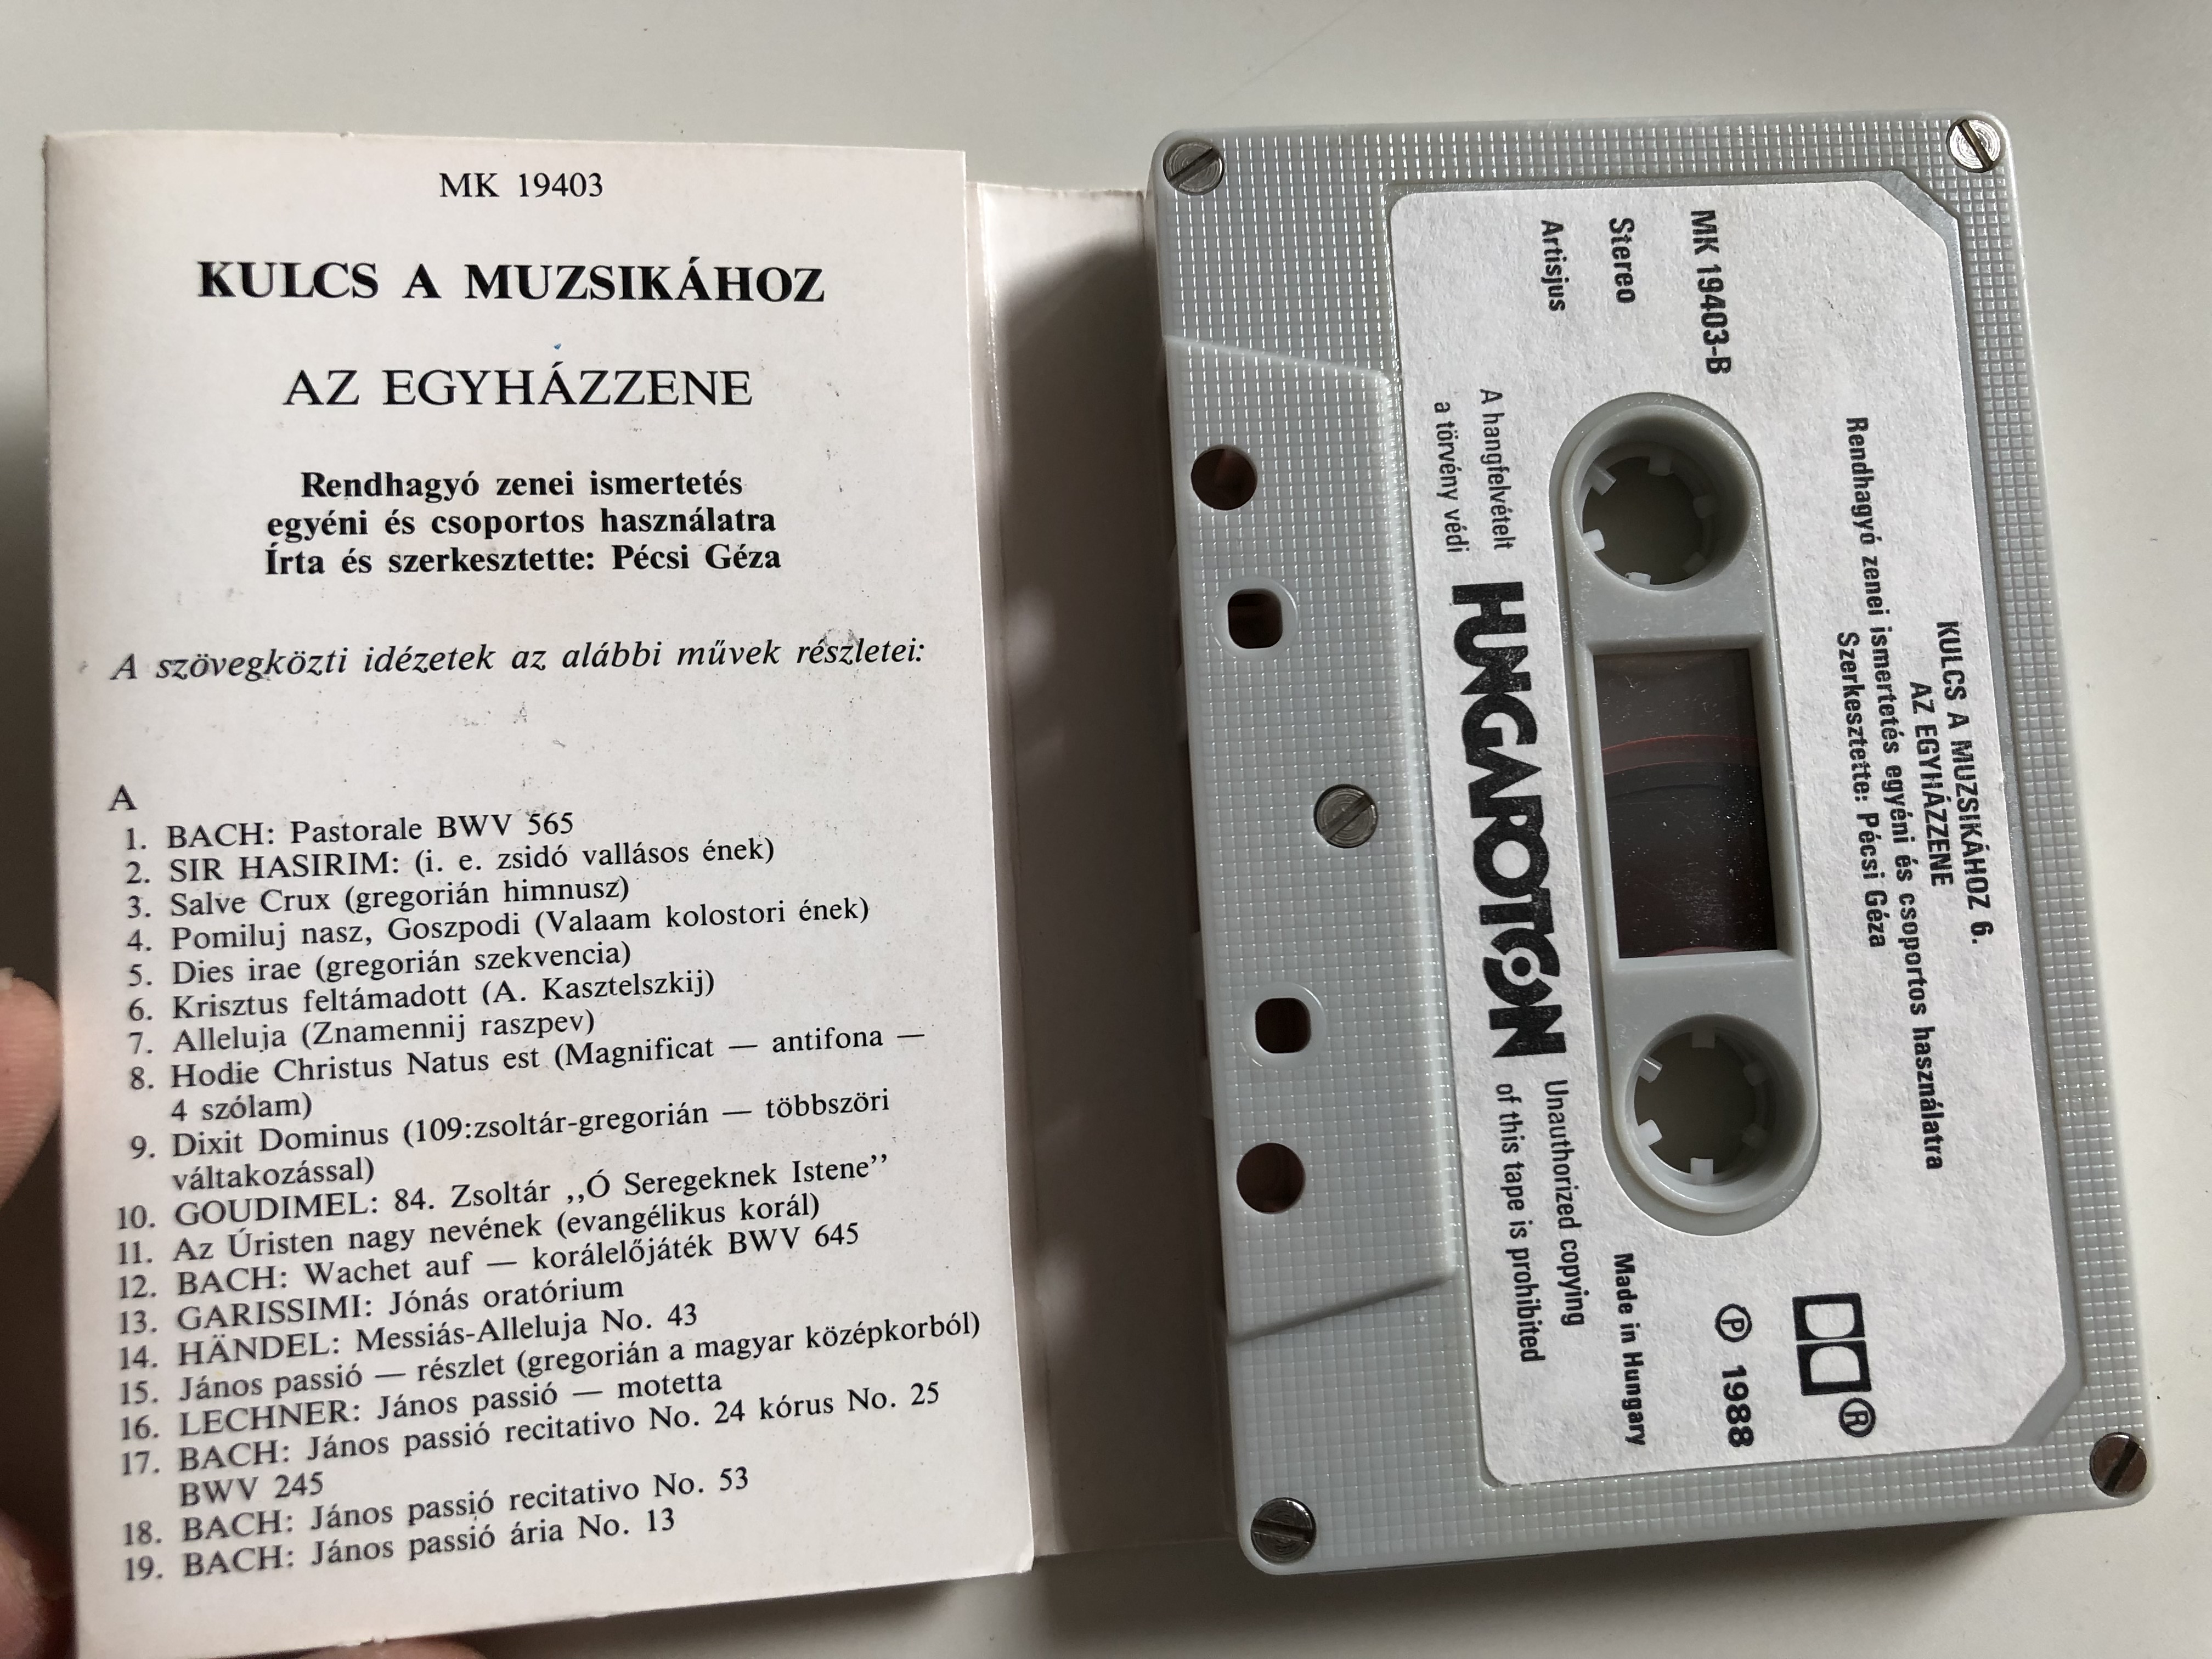 MK 19403
KULCS A MUZSIKÁHOZ
AZ EGYHÁZZENE
Rendhagyó zenei ismertetés
egyéni és csoportos használatra
Írta és szerkesztette: Pécsi Géza
A szövegközti idézetek az alábbi művek részletei:
A
1. BACH: Pastorale BWV 565
2. SIR HASIRIM: (i. e. zsidó vallásos ének)
3. Salve Crux (gregorián himnusz)
4. Pomiluj nasz, Goszpodi (Valaam kolostori ének)
5. Dies irae (gregorián szekvencia)
6. Krisztus feltámadott (A. Kasztelszkij)
7. Alleluja (Znamennij raszpev)
8. Hodie Christus Natus est (Magnificat — antifona —
4 szólam)
9. Dixit Dominus (109:zsoltár-gregorián — többszöri
váltakozással)
10. GOUDIMEL: 84. Zsoltár ,,Ó Seregeknek Istene’’
11. Az Úristen nagy nevének (evangélikus korál)
12. BACH: Wachet auf — korálelőjáték BWV 645
13. GARISSIMI: Jónás oratórium
14. HÄNDEL: Messiás-Alleluja No. 43
15. János passió — részlet (gregorián a magyar középkorból)
16. LECHNER: János passió — motetta
17. BACH: János passió recitativo No. 24 kórus No. 25
BWV 245
18. BACH: János passió recitativo No. 53
19. BACH: János passió ária No. 13
KULCS A MUZSIKÁHOZ 6.
AZ EGYHÁZZENE
Rendhagyó zenei ismertetés egyéni és csoportos használatra
Szerkesztette: Pécsi Géza
MK 19403-B
Stereo
Artisjus
® 
℗ 1988
Made in Hungary
A hangfelvételt
a törvény védi
HUNGAROTON
Unauthorized copying
of this tape is prohibited